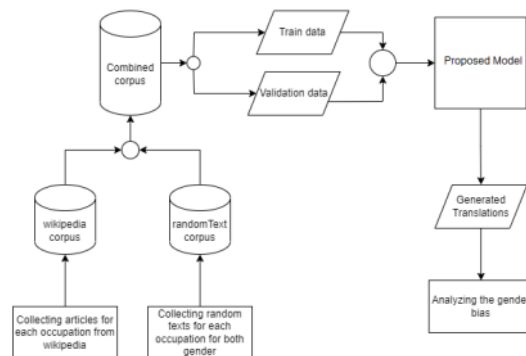 Combined
corpus
Train data
Validation data
Proposed Model
wikipedia
corpus
randomText
corpus
Generated
Translations
Collecting articles for
each occupation from
wikipedia
Collecting random
texts for each
occupation for both
gender
Analyzing the gende
bias